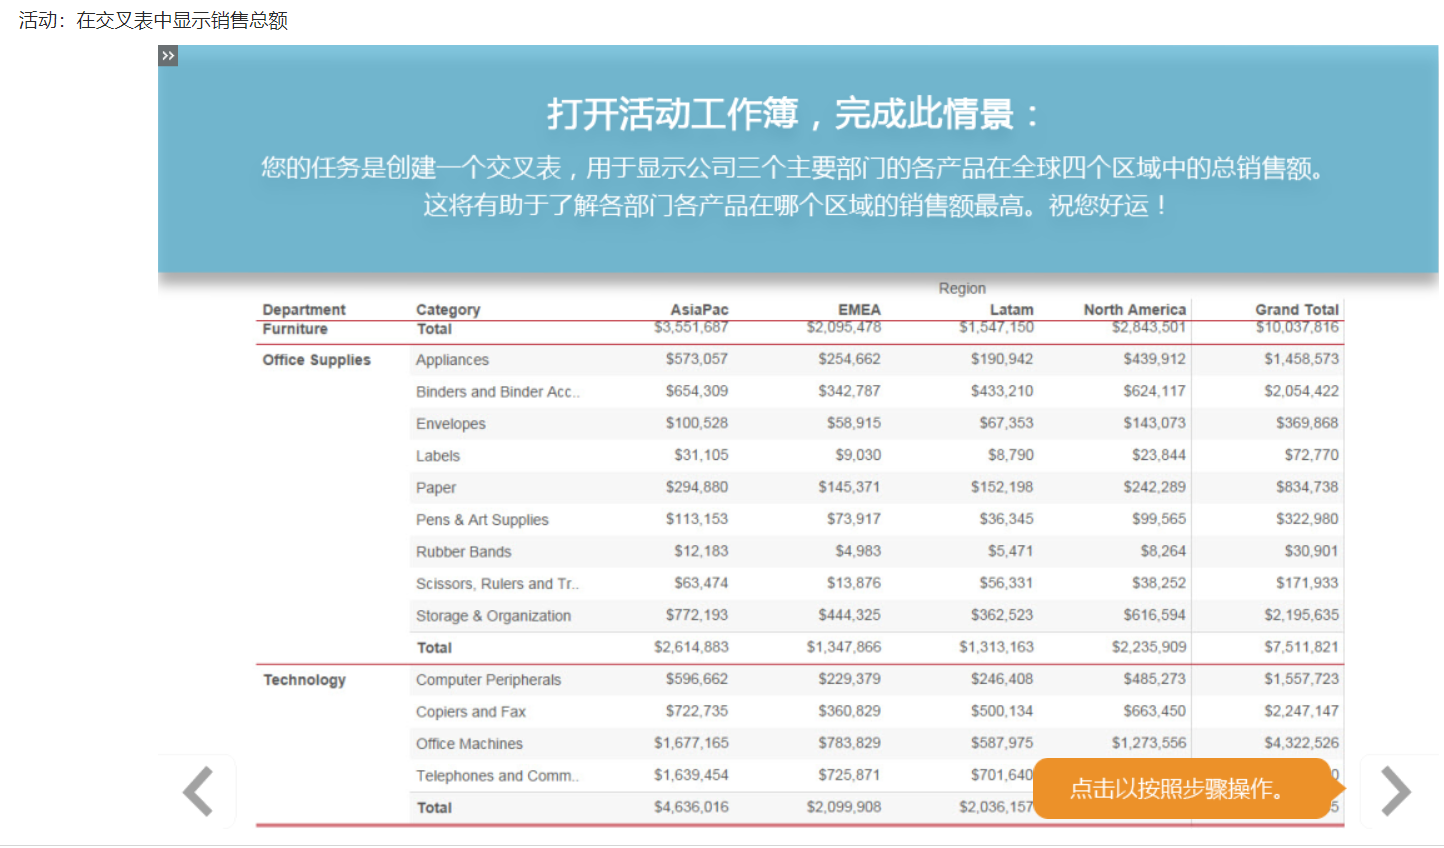 活动：在交叉表中显示销售总额
打开活动工作簿，完成此情景：
您的任务是创建一个交叉表，用于显示公司三个主要部门的各产品在全球四个区域中的总销售额。
这将有助于了解各部门各产品在哪个区域的销售额最高。祝您好运！
Region
Department Category AsiaPac EMEA Latam North America Grand Total
Furniture Total $3,551,687 $2,095,478 $1,547,150 $2,843,501 $10,037,816
Office Supplies Appliances $573,057 $254,662 $190,942 $439,912 $1,458,573
Binders and Binder Acc.. $654,309 $342,787 $433,210 $624,117 $2,054,422
Envelopes $100,528 $58,915 $67,353 $143,073 $369,868
Labels $31,105 $9,030 $8,790 $23,844 $72,770
Paper $294,880 $145,371 $152,198 $242,289 $834,738
Pens & Art Supplies $113,153 $73,917 $36,345 $99,565 $322,980
Rubber Bands $12,183 $4,983 $5,471 $8,264 $30,901
Scissors, Rulers and Tr.. $63,474 $13,876 $56,331 $38,252 $171,933
Storage & Organization $772,193 $444,325 $362,523 $616,594 $2,195,635
Total $2,614,883 $1,347,866 $1,313,163 $2,235,909 $7,511,821
Technology Computer Peripherals $596,662 $229,379 $246,408 $485,273 $1,557,723
Copiers and Fax $722,735 $360,829 $500,134 $663,450 $2,247,147
Office Machines $1,677,165 $783,829 $587,975 $1,273,556 $4,322,526
Telephones and Comm.. $1,639,454 $725,871 $701,640
Total $4,636,016 $2,099,908 $2,036,157
点击以按照步骤操作。